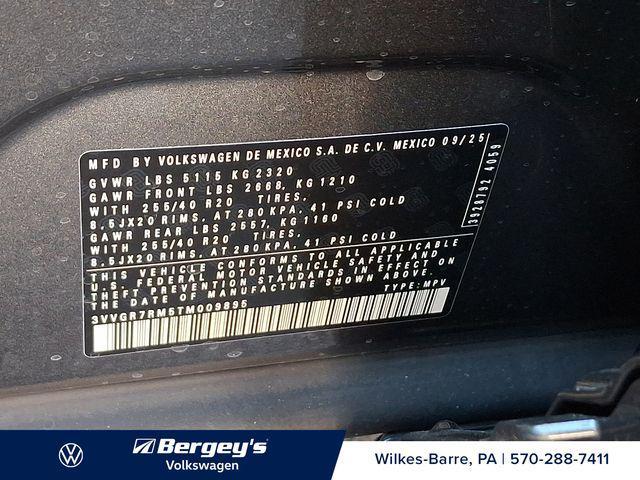 MFD BY VOLKSWAGEN DE MEXICO S.A. DE C.V. MEXICO 09/25
GVWR LBS 5115 KG2320
GAWR FRONT LBS 2668, KG1210
WITH 255/40 R20 TIRES.
8,5JX20 RIMS, AT 280 KPA, 41 PSI COLD
GAWR REAR LBS 2557, KG 1160
WITH 255/40 R20 TIRES.
8,5JX20 RIMS, AT 280 KPA, 41 PSI COLD
THIS VEHICLE CONFORMS TO ALL APPLICABLE
U.S. FEDERAL MOTOR VEHICLE SAFETY AND
THEFT PREVENTION STANDARDS IN EFFECT ON
THE DATE OF MANUFACTURE SHOWN ABOVE.
TYPE: MPV
3VVGR7RM5TM009895
3928792 4059
Bergey's
Volkswagen
Wilkes-Barre, PA | 570-288-7411